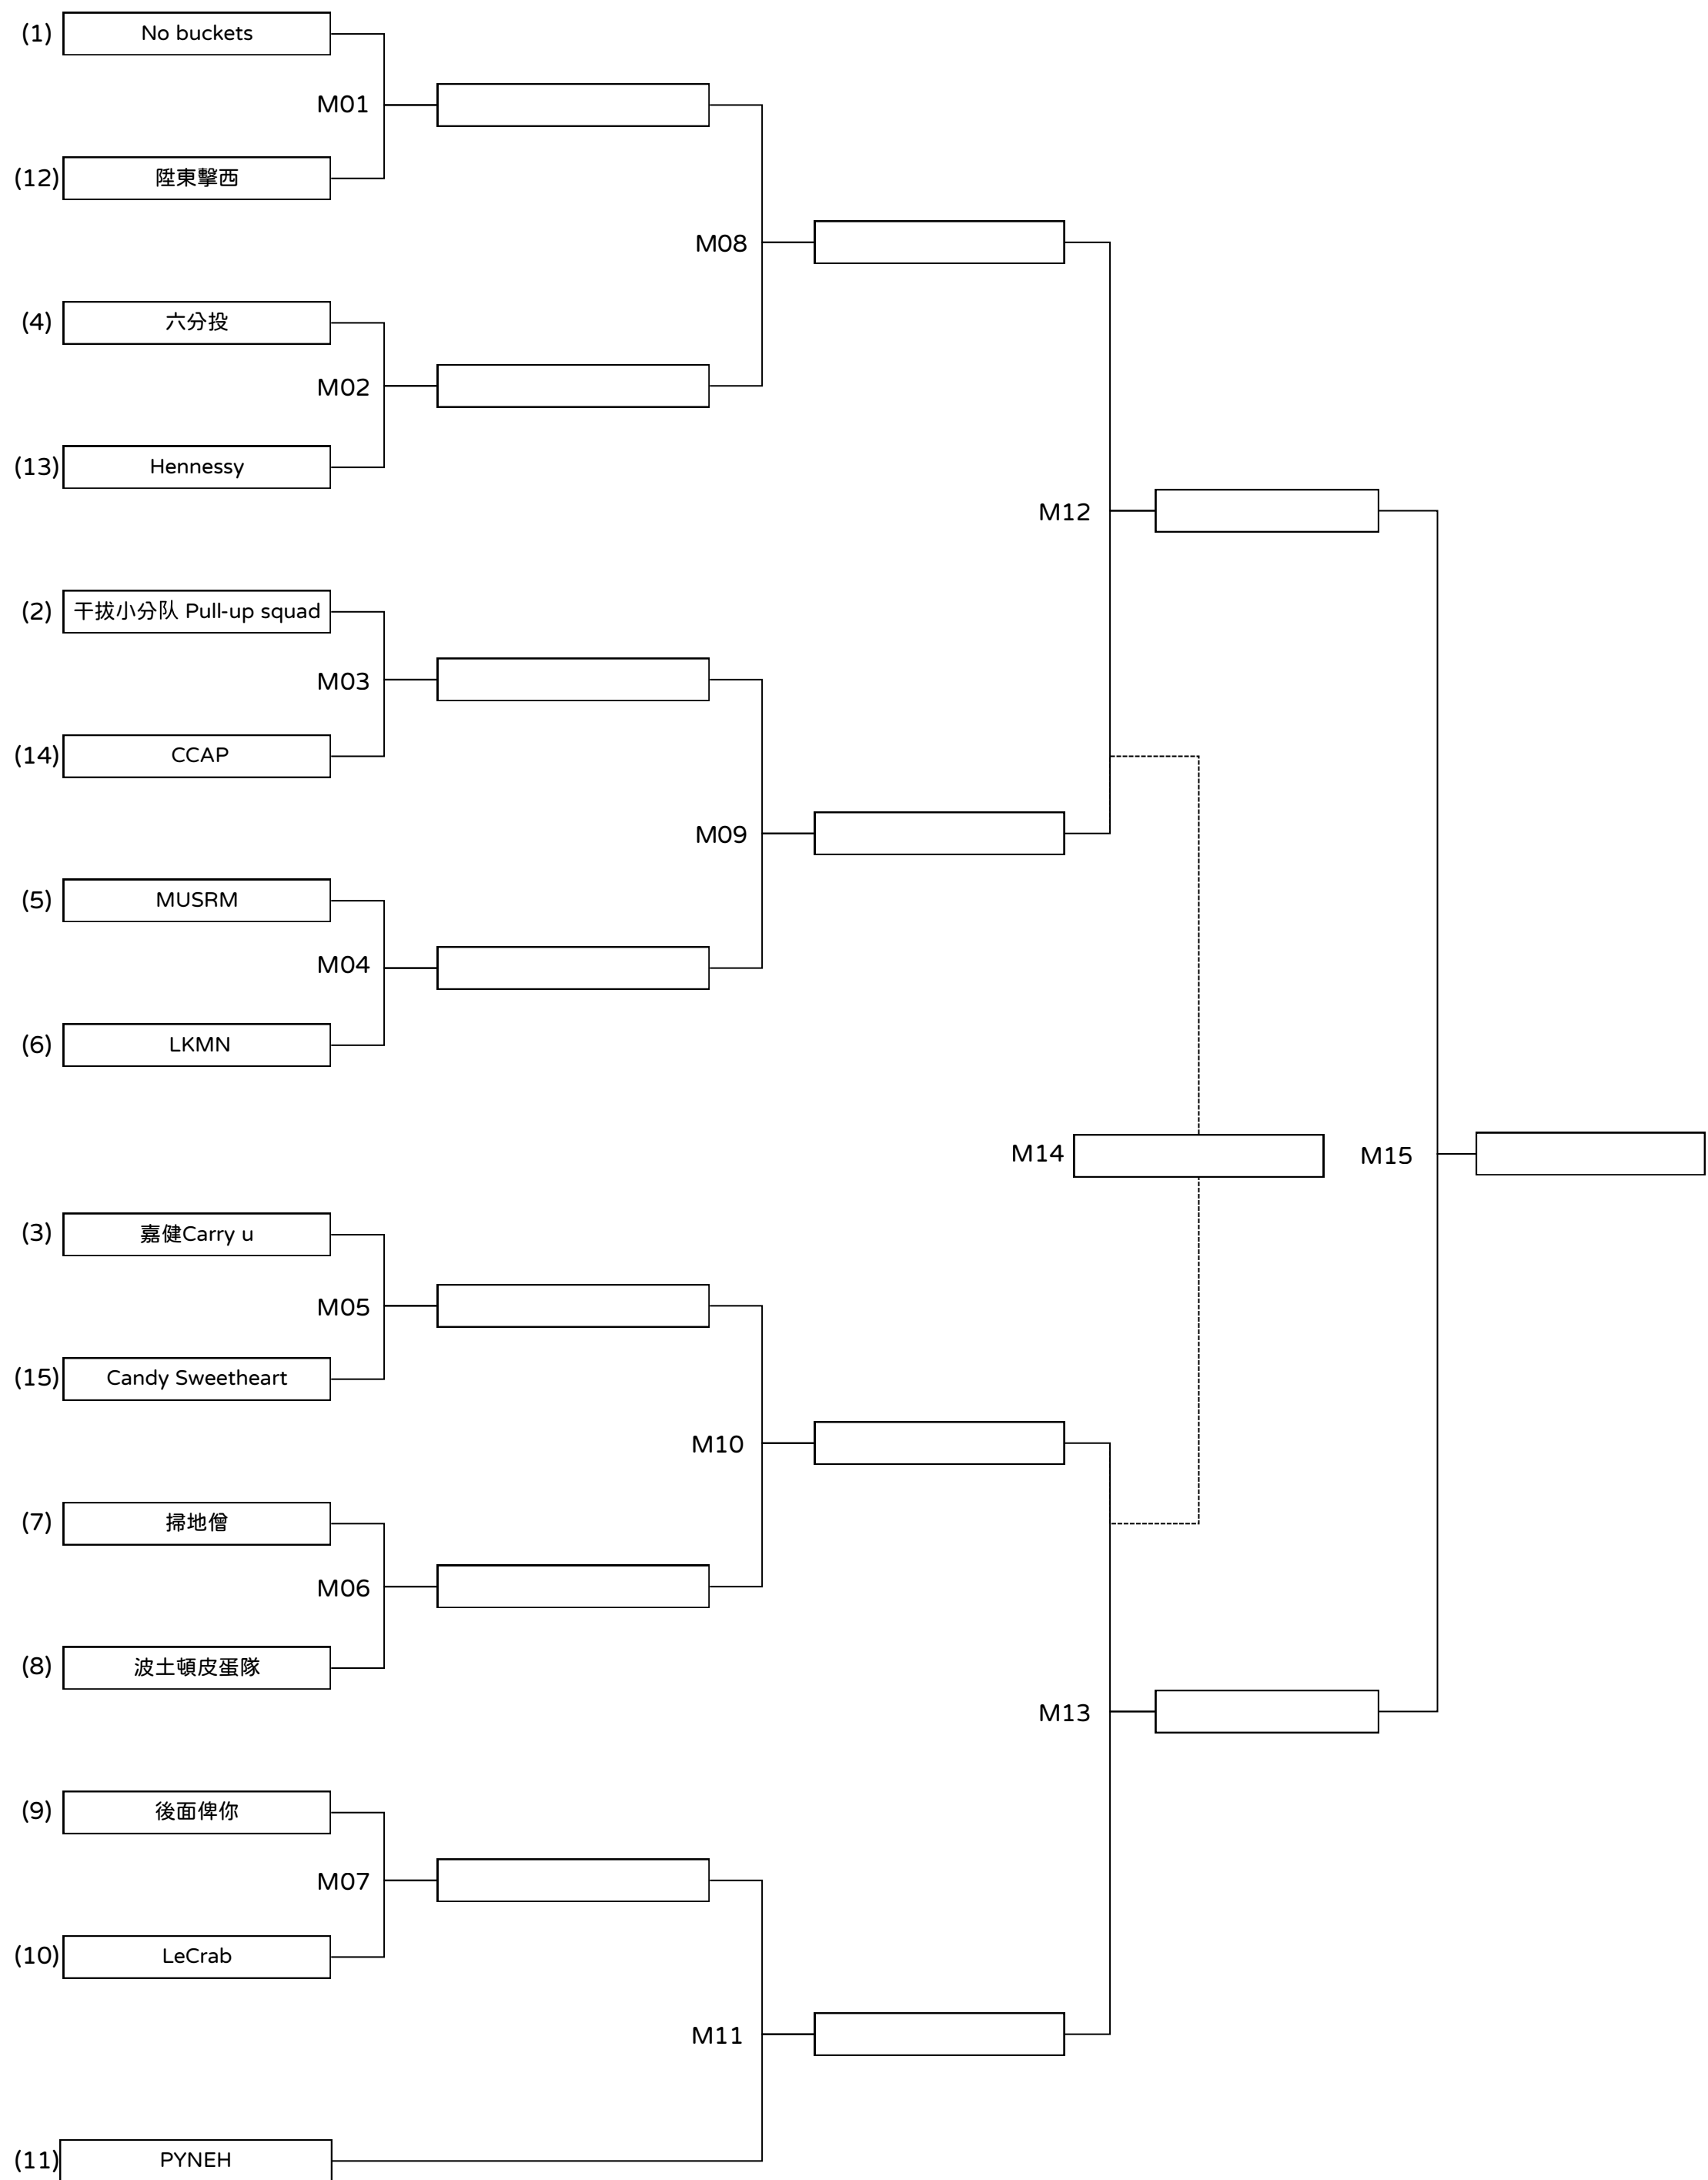 (1) No buckets
M01
(12) 陞東擊西
M08
(4) 六分投
M02
(13) Hennessy
M12
(2) 干拔小分队 Pull-up squad
M03
(14) CCAP
M09
(5) MUSRM
M04
(6) LKMN
M14
M15
(3) 嘉健Carry u
M05
(15) Candy Sweetheart
M10
(7) 掃地僧
M06
(8) 波士頓皮蛋隊
M13
(9) 後面俾你
M07
(10) LeCrab
M11
(11) PYNEH